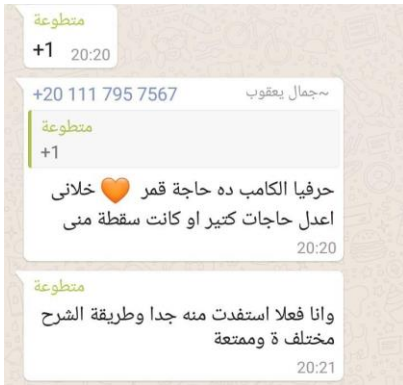 متطوعة
+1
20:20
+20 111 795 7567 ~جمال يعقوب
متطوعة
+1
حرفيا الكامب ده حاجة قمر 🧡 خلانى
اعدل حاجات كتير او كانت سقطة منى
20:20
متطوعة
وانا فعلا استفدت منه جدا وطريقة الشرح
مختلف ة وممتعة
20:21